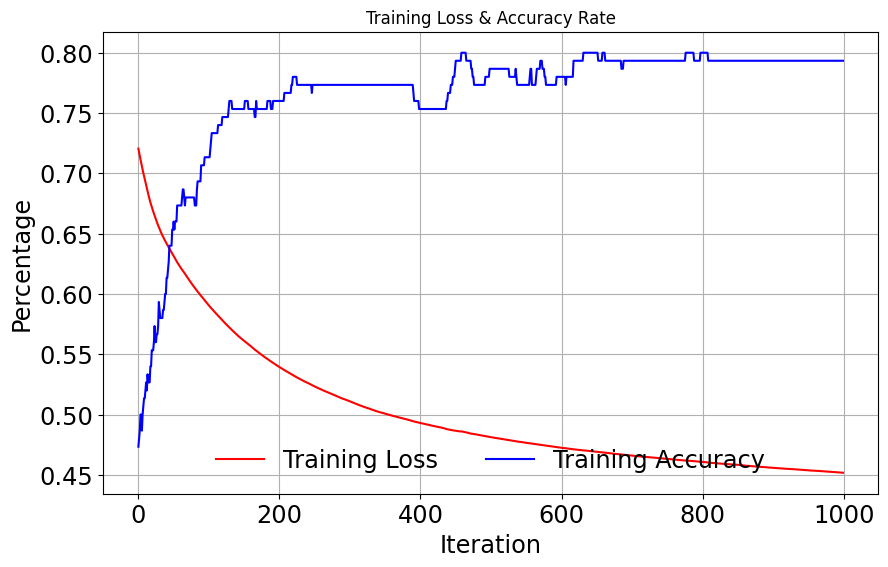 Training Loss & Accuracy Rate
Percentage
0.80
0.75
0.70
0.65
0.60
0.55
0.50
0.45
Training Loss
Training Accuracy
0 200 400 600 800 1000
Iteration